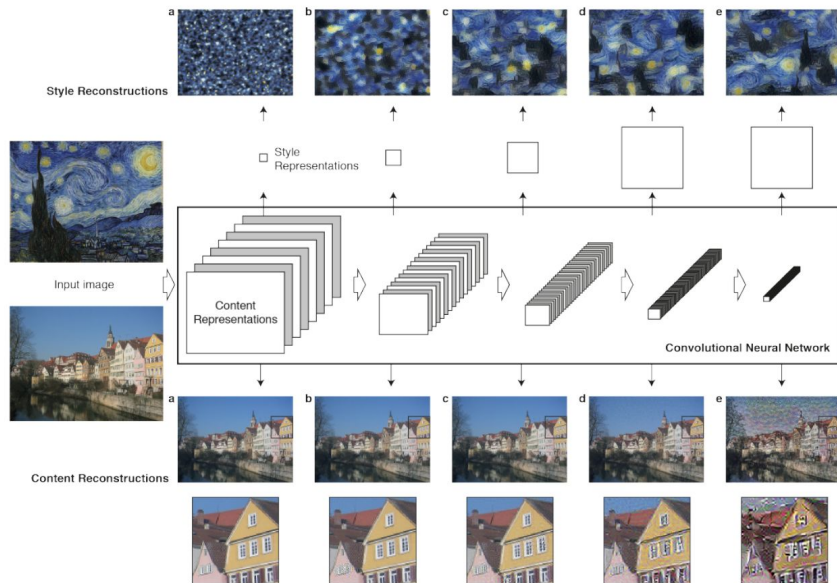 a b c d e
Style Reconstructions
Style
Representations
Input image
Content
Representations
Convolutional Neural Network
a b c d e
Content Reconstructions